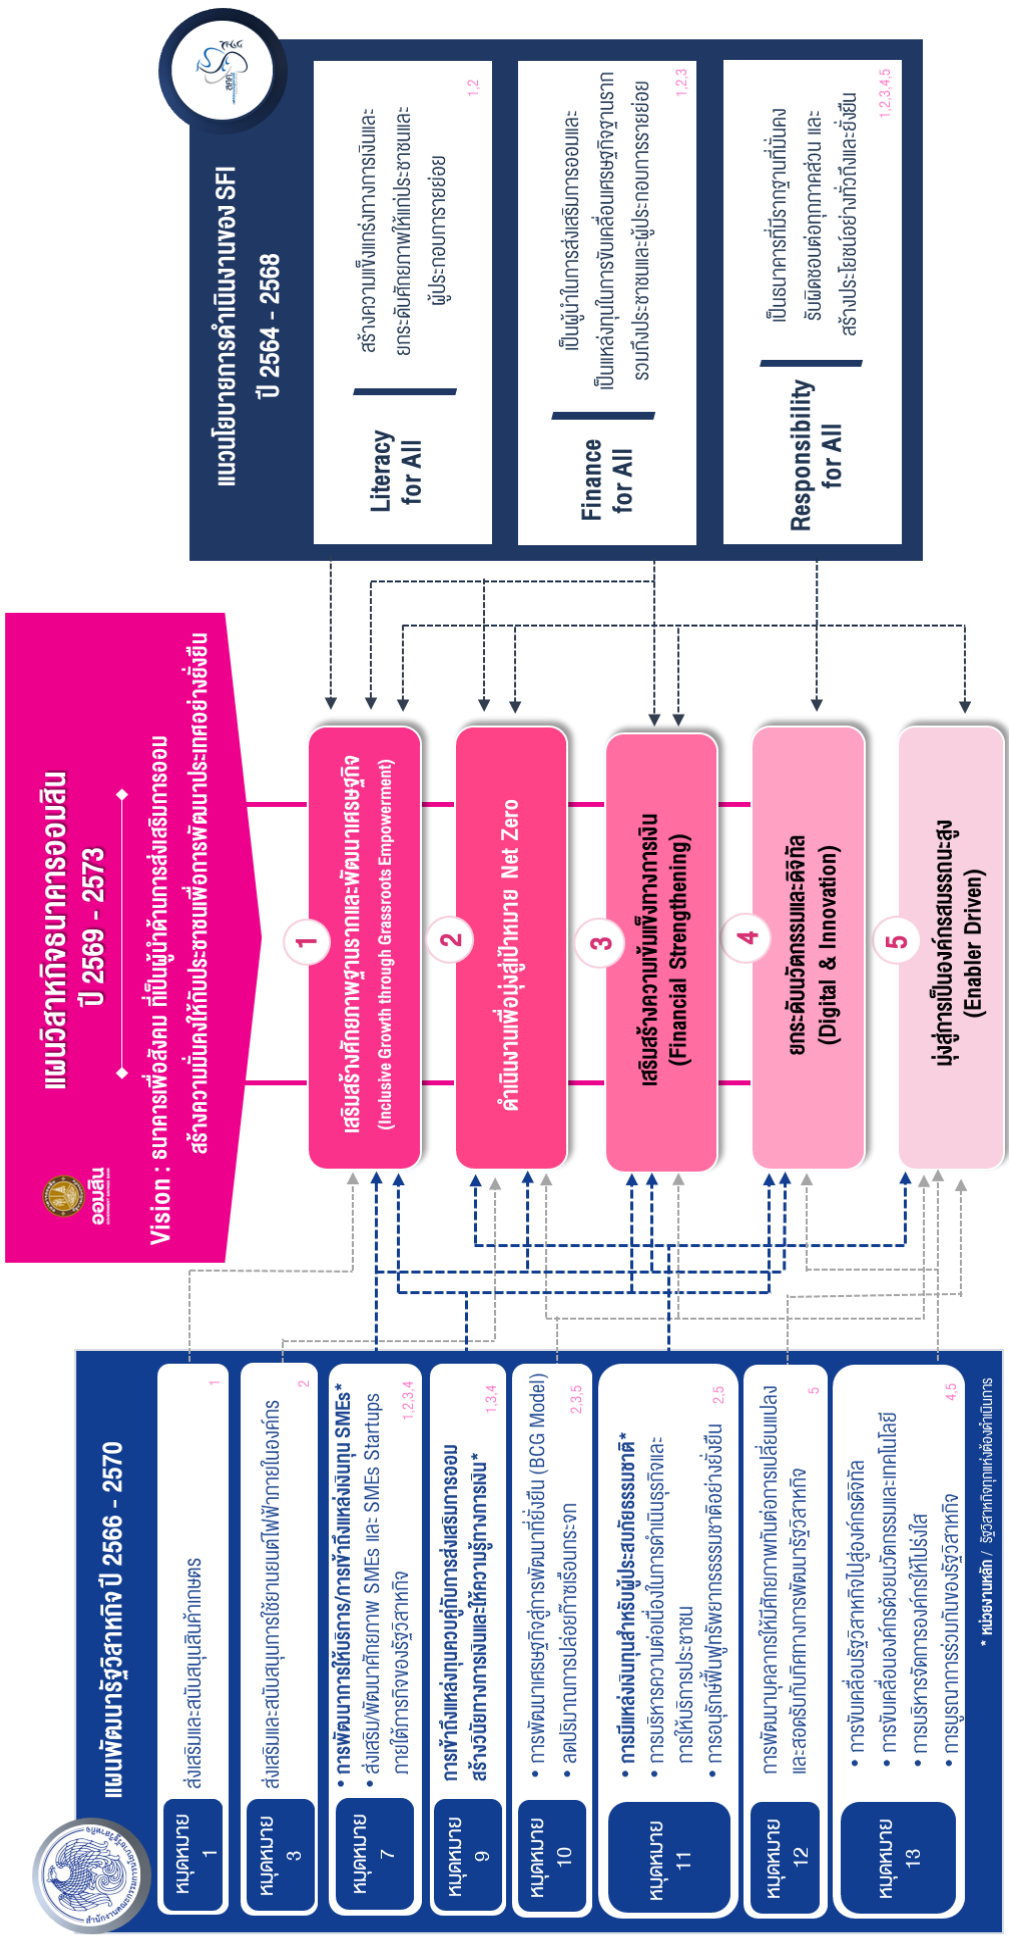 แผนพัฒนารัฐวิสาหกิจ ปี 2566 - 2570
หมุดหมาย
1
ส่งเสริมและสนับสนุนสินค้าเกษตร
1
หมุดหมาย
3
ส่งเสริมและสนับสนุนการใช้ยานยนต์ไฟฟ้าภายในองค์กร
2
หมุดหมาย
7
• การพัฒนาการให้บริการ/การเข้าถึงแหล่งเงินทุน SMEs*
• ส่งเสริม/พัฒนาศักยภาพ SMEs และ SMEs Startups
ภายใต้ภารกิจของรัฐวิสาหกิจ
1,2,3,4
หมุดหมาย
9
การเข้าถึงแหล่งทุนควบคู่กับการส่งเสริมการออม
สร้างวินัยทางการเงินและให้ความรู้ทางการเงิน*
1,3,4
หมุดหมาย
10
• การพัฒนาเศรษฐกิจสู่การพัฒนาที่ยั่งยืน (BCG Model)
• ลดปริมาณการปล่อยก๊าซเรือนกระจก
2,3,5
หมุดหมาย
11
• การมีแหล่งเงินทุนสำหรับผู้ประสบภัยธรรมชาติ*
• การบริหารความต่อเนื่องในการดำเนินธุรกิจและ
การให้บริการประชาชน
• การอนุรักษ์ฟื้นฟูทรัพยากรธรรมชาติอย่างยั่งยืน
2,5
หมุดหมาย
12
การพัฒนาบุคลากรให้มีศักยภาพทันต่อการเปลี่ยนแปลง
และสอดรับกับทิศทางการพัฒนารัฐวิสาหกิจ
5
หมุดหมาย
13
• การขับเคลื่อนรัฐวิสาหกิจไปสู่องค์กรดิจิทัล
• การขับเคลื่อนองค์กรด้วยนวัตกรรมและเทคโนโลยี
• การบริหารจัดการองค์กรให้โปร่งใส
• การบูรณาการร่วมกันของรัฐวิสาหกิจ
4,5
* หน่วยงานหลัก / รัฐวิสาหกิจทุกแห่งต้องดำเนินการ
ออมสิน
แผนวิสาหกิจธนาคารออมสิน
ปี 2569 - 2573
Vision : ธนาคารเพื่อสังคม ที่เป็นผู้นำด้านการส่งเสริมการออม
สร้างความมั่นคงให้กับประชาชนเพื่อการพัฒนาประเทศอย่างยั่งยืน
1
เสริมสร้างศักยภาพฐานรากและพัฒนาเศรษฐกิจ
(Inclusive Growth through Grassroots Empowerment)
2
ดำเนินงานเพื่อมุ่งสู่เป้าหมาย Net Zero
3
เสริมสร้างความเข้มแข็งทางการเงิน
(Financial Strengthening)
4
ยกระดับนวัตกรรมและดิจิทัล
(Digital & Innovation)
5
มุ่งสู่การเป็นองค์กรสมรรถนะสูง
(Enabler Driven)
สคร
แนวนโยบายการดำเนินงานของ SFI
ปี 2564 - 2568
Literacy
for All
สร้างความแข็งแกร่งทางการเงินและ
ยกระดับศักยภาพให้แก่ประชาชนและ
ผู้ประกอบการายย่อย
1,2
Finance
for All
เป็นผู้นำในการส่งเสริมการออมและ
เป็นแหล่งทุนในการขับเคลื่อนเศรษฐกิจฐานราก
รวมถึงประชาชนและผู้ประกอบการรายย่อย
1,2,3
Responsibility
for All
เป็นธนาคารที่มีรากฐานที่มั่นคง
รับผิดชอบต่อทุกภาคส่วน และ
สร้างประโยชน์อย่างทั่วถึงและยั่งยืน
1,2,3,4,5